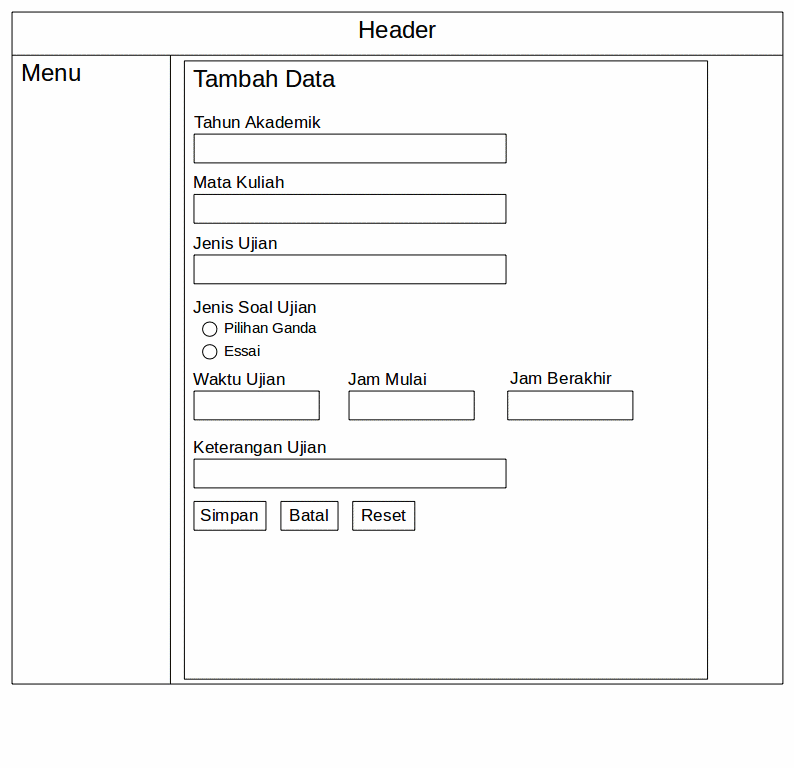 Header
Menu
Tambah Data
Tahun Akademik
Mata Kuliah
Jenis Ujian
Jenis Soal Ujian
Pilihan Ganda
Essai
Waktu Ujian Jam Mulai Jam Berakhir
Keterangan Ujian
Simpan Batal Reset